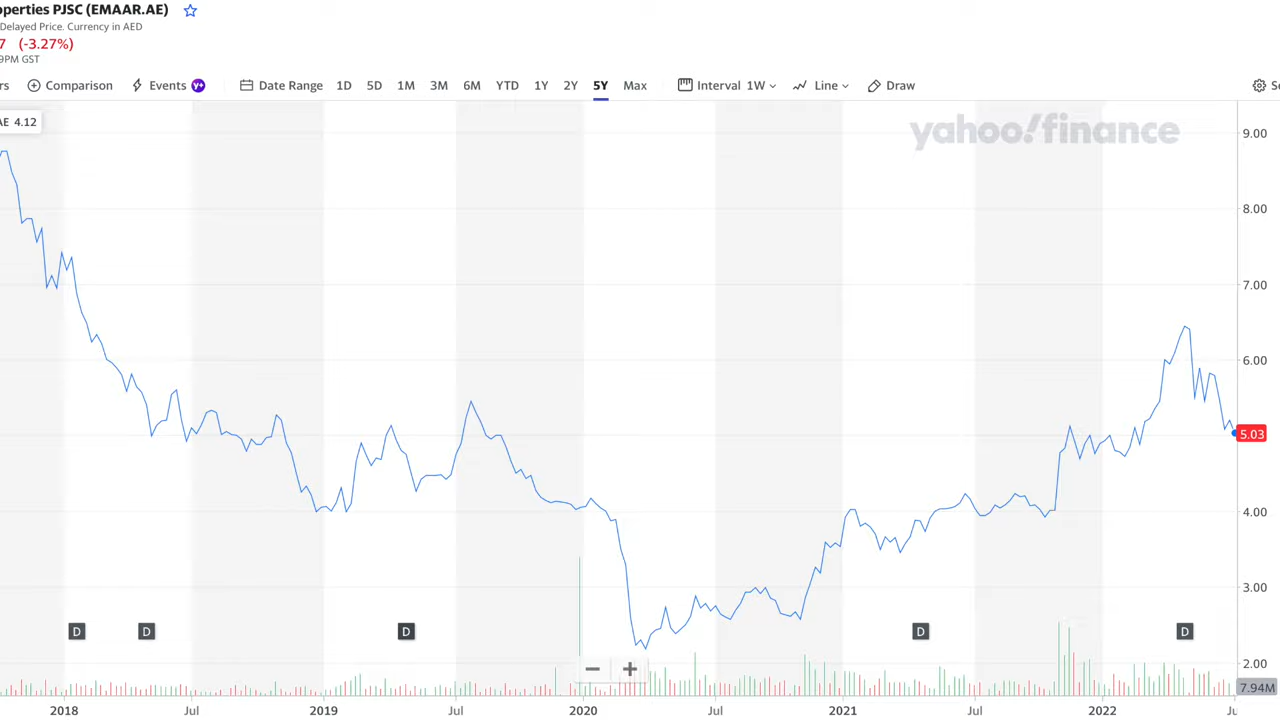 operties PJSC (EMAAR.AE)
Delayed Price. Currency in AED
7 (-3.27%)
9PM GST
rs Comparison Events Y+ Date Range 1D 5D 1M 3M 6M YTD 1Y 2Y 5Y Max Interval 1W Line Draw Se
AE 4.12
yahoo!finance
9.00
8.00
7.00
6.00
5.03
4.00
3.00
D D D D D
2.00
7.94M
2018 Jul 2019 Jul 2020 Jul 2021 Jul 2022 Ju